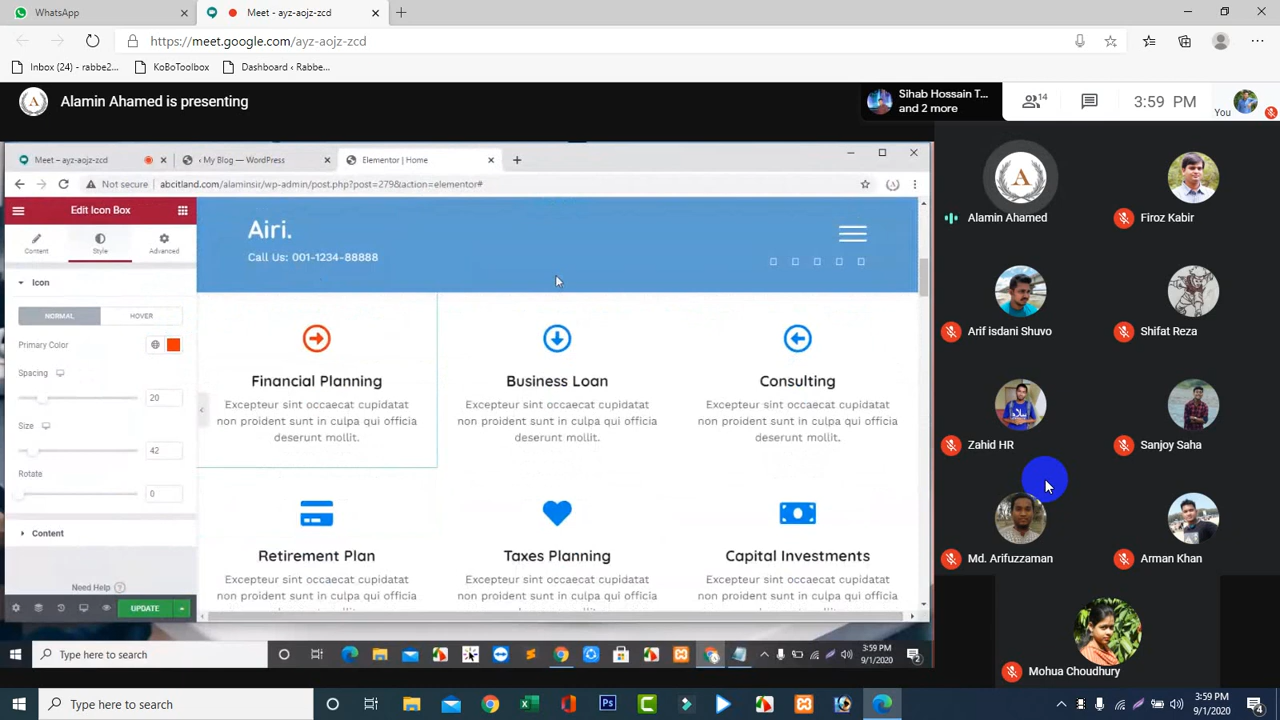 WhatsApp
Meet - ayz-aojz-zcd
https://meet.google.com/ayz-aojz-zcd
Inbox (24) - rabbe2...
KoBoToolbox
Dashboard ‹ Rabbe...
A
Alamin Ahamed is presenting
Sihab Hossain T...
and 2 more
14
3:59 PM
You
Meet – ayz-aojz-zcd
‹ My Blog — WordPress
Elementor | Home
Not secure
abcitland.com/alaminsir/wp-admin/post.php?post=279&action=elementor#
Edit Icon Box
Content
Style
Advanced
Icon
NORMAL
HOVER
Primary Color
Spacing
20
Size
42
Rotate
0
Content
Need Help
UPDATE
Airi.
Call Us: 001-1234-88888
Financial Planning
Excepteur sint occaecat cupidatat
non proident sunt in culpa qui officia
deserunt mollit.
Business Loan
Excepteur sint occaecat cupidatat
non proident sunt in culpa qui officia
deserunt mollit.
Consulting
Excepteur sint occaecat cupidatat
non proident sunt in culpa qui officia
deserunt mollit.
Retirement Plan
Excepteur sint occaecat cupidatat
non proident sunt in culpa qui officia
Taxes Planning
Excepteur sint occaecat cupidatat
non proident sunt in culpa qui officia
Capital Investments
Excepteur sint occaecat cupidatat
non proident sunt in culpa qui officia
Type here to search
3:59 PM
9/1/2020
2
A
Alamin Ahamed
Firoz Kabir
Arif isdani Shuvo
Shifat Reza
Zahid HR
Sanjoy Saha
Md. Arifuzzaman
Arman Khan
Mohua Choudhury
Type here to search
Ps
3:59 PM
9/1/2020
4